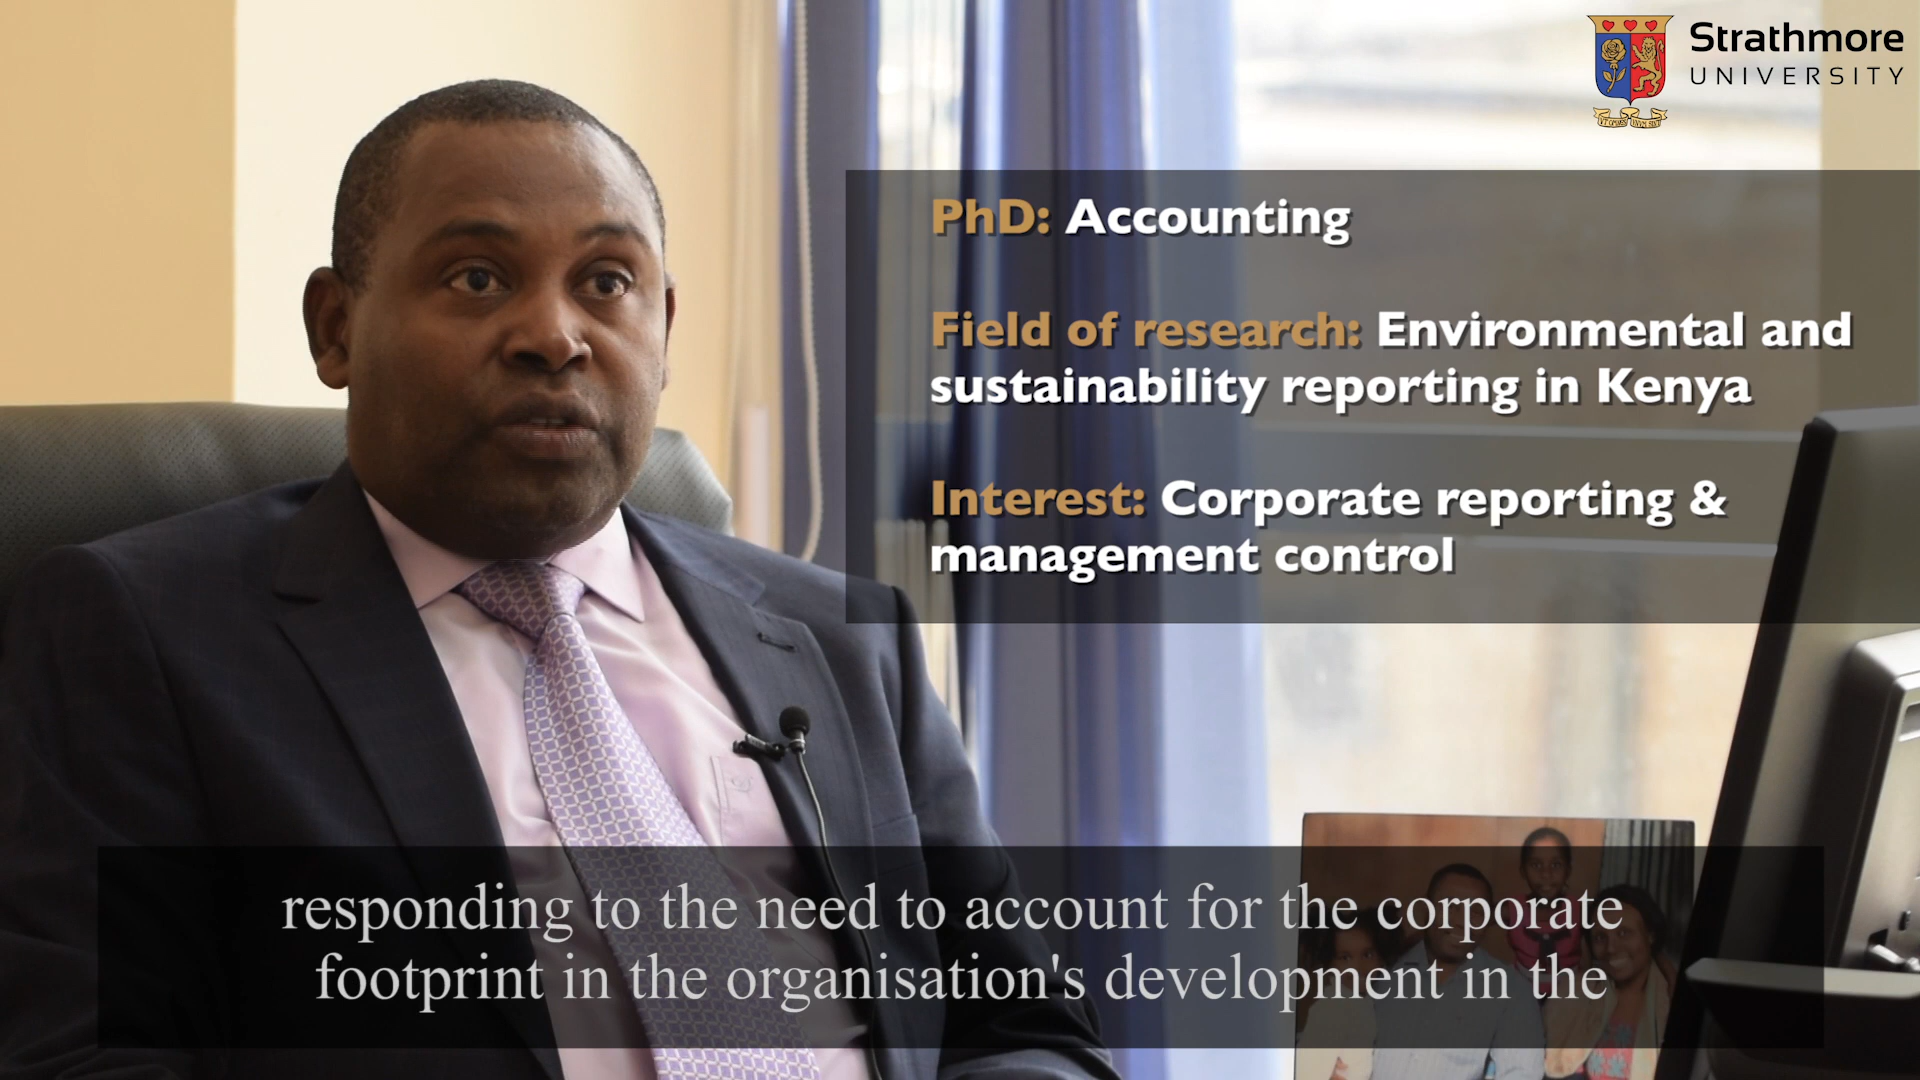 Strathmore
UNIVERSITY
PhD: Accounting
Field of research: Environmental and
sustainability reporting in Kenya
Interest: Corporate reporting &
management control
responding to the need to account for the corporate
footprint in the organisation's development in the